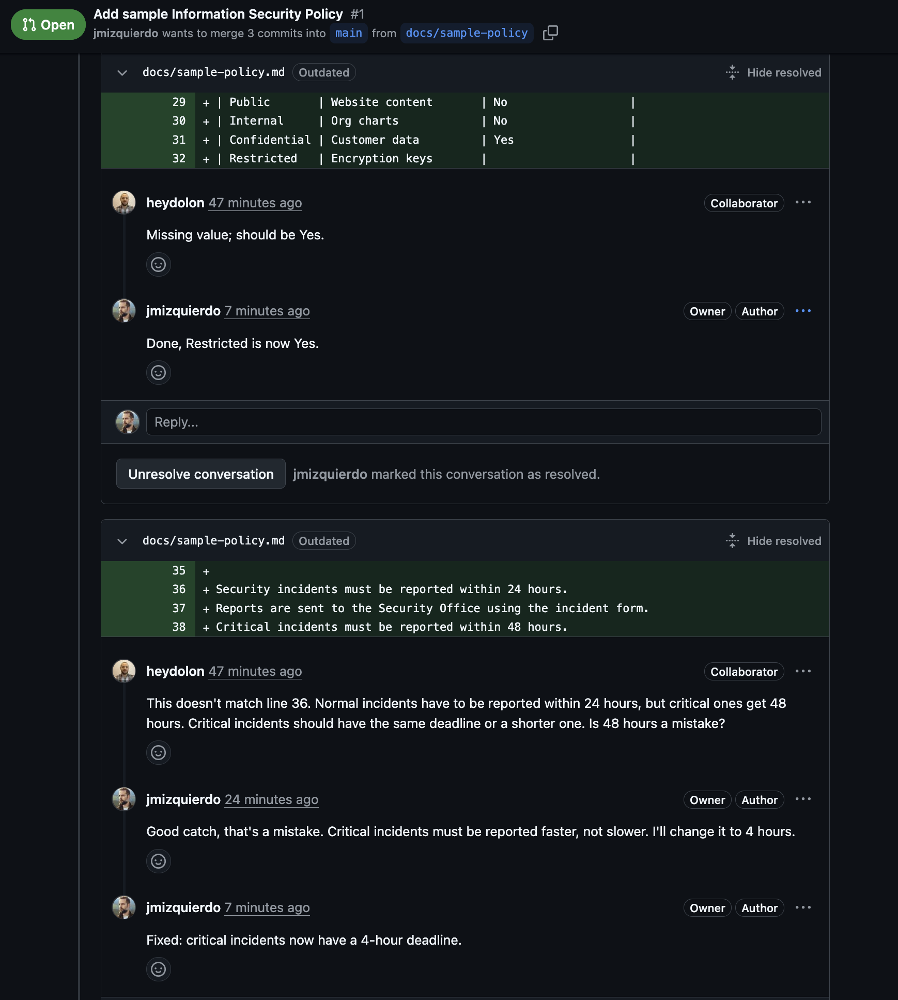 Open
Add sample Information Security Policy #1
jmizquierdo wants to merge 3 commits into main from docs/sample-policy
docs/sample-policy.md Outdated Hide resolved
29 + | Public | Website content | No |
30 + | Internal | Org charts | No |
31 + | Confidential | Customer data | Yes |
32 + | Restricted | Encryption keys | |
heydolon 47 minutes ago Collaborator
Missing value; should be Yes.
jmizquierdo 7 minutes ago Owner Author
Done, Restricted is now Yes.
Reply...
Unresolve conversation jmizquierdo marked this conversation as resolved.
docs/sample-policy.md Outdated Hide resolved
35 +
36 + Security incidents must be reported within 24 hours.
37 + Reports are sent to the Security Office using the incident form.
38 + Critical incidents must be reported within 48 hours.
heydolon 47 minutes ago Collaborator
This doesn't match line 36. Normal incidents have to be reported within 24 hours, but critical ones get 48
hours. Critical incidents should have the same deadline or a shorter one. Is 48 hours a mistake?
jmizquierdo 24 minutes ago Owner Author
Good catch, that's a mistake. Critical incidents must be reported faster, not slower. I'll change it to 4 hours.
jmizquierdo 7 minutes ago Owner Author
Fixed: critical incidents now have a 4-hour deadline.